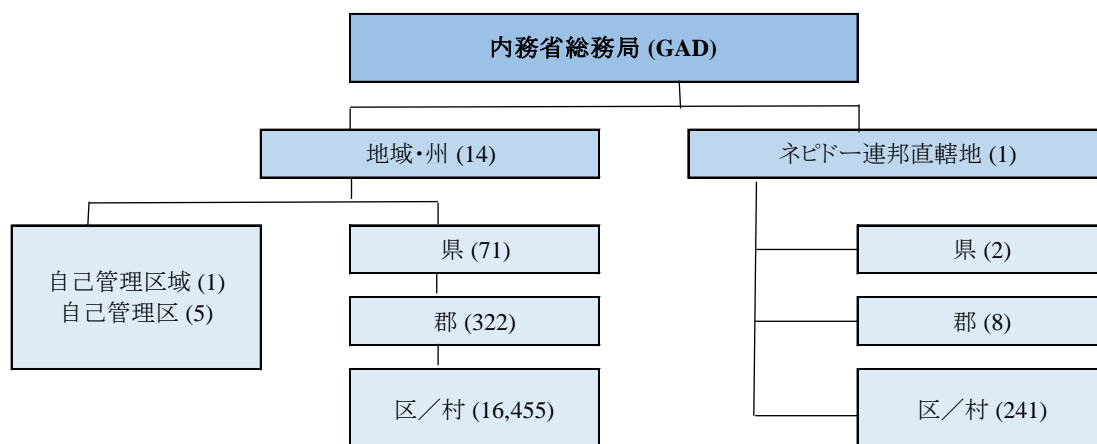 内務省総務局 (GAD)
地域・州 (14)
ネピドー連邦直轄地 (1)
自己管理区域 (1)
自己管理区 (5)
県 (71)
郡 (322)
区／村 (16,455)
県 (2)
郡 (8)
区／村 (241)